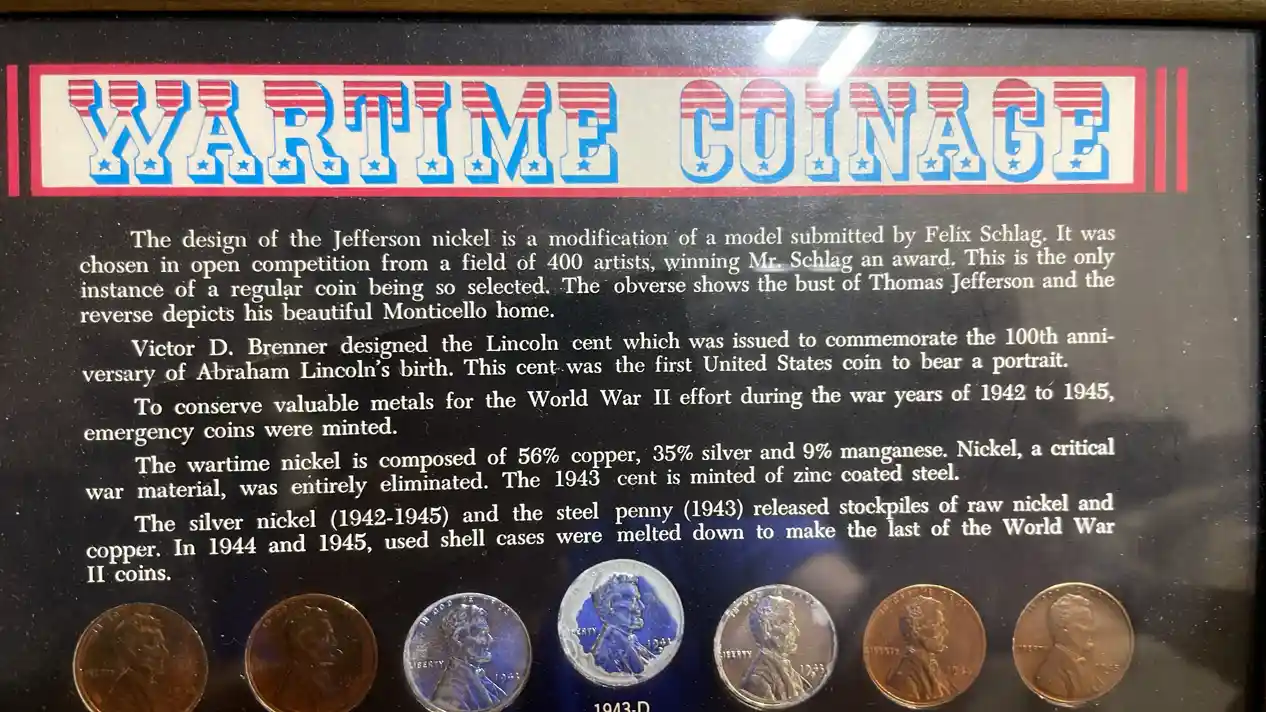 WARTIME COINAGE
The design of the Jefferson nickel is a modification of a model submitted by Felix Schlag. It was
chosen in open competition from a field of 400 artists, winning Mr. Schlag an award. This is the only
instance of a regular coin being so selected. The obverse shows the bust of Thomas Jefferson and the
reverse depicts his beautiful Monticello home.
Victor D. Brenner designed the Lincoln cent which was issued to commemorate the 100th anni-
versary of Abraham Lincoln's birth. This cent was the first United States coin to bear a portrait.
To conserve valuable metals for the World War II effort during the war years of 1942 to 1945,
emergency coins were minted.
The wartime nickel is composed of 56% copper, 35% silver and 9% manganese. Nickel, a critical
war material, was entirely eliminated. The 1943 cent is minted of zinc coated steel.
The silver nickel (1942-1945) and the steel penny (1943) released stockpiles of raw nickel and
copper. In 1944 and 1945, used shell cases were melted down to make the last of the World War
II coins.
LIBERTY 1943
LIBERTY 1943
LIBERTY 1943
LIBERTY
1943-D